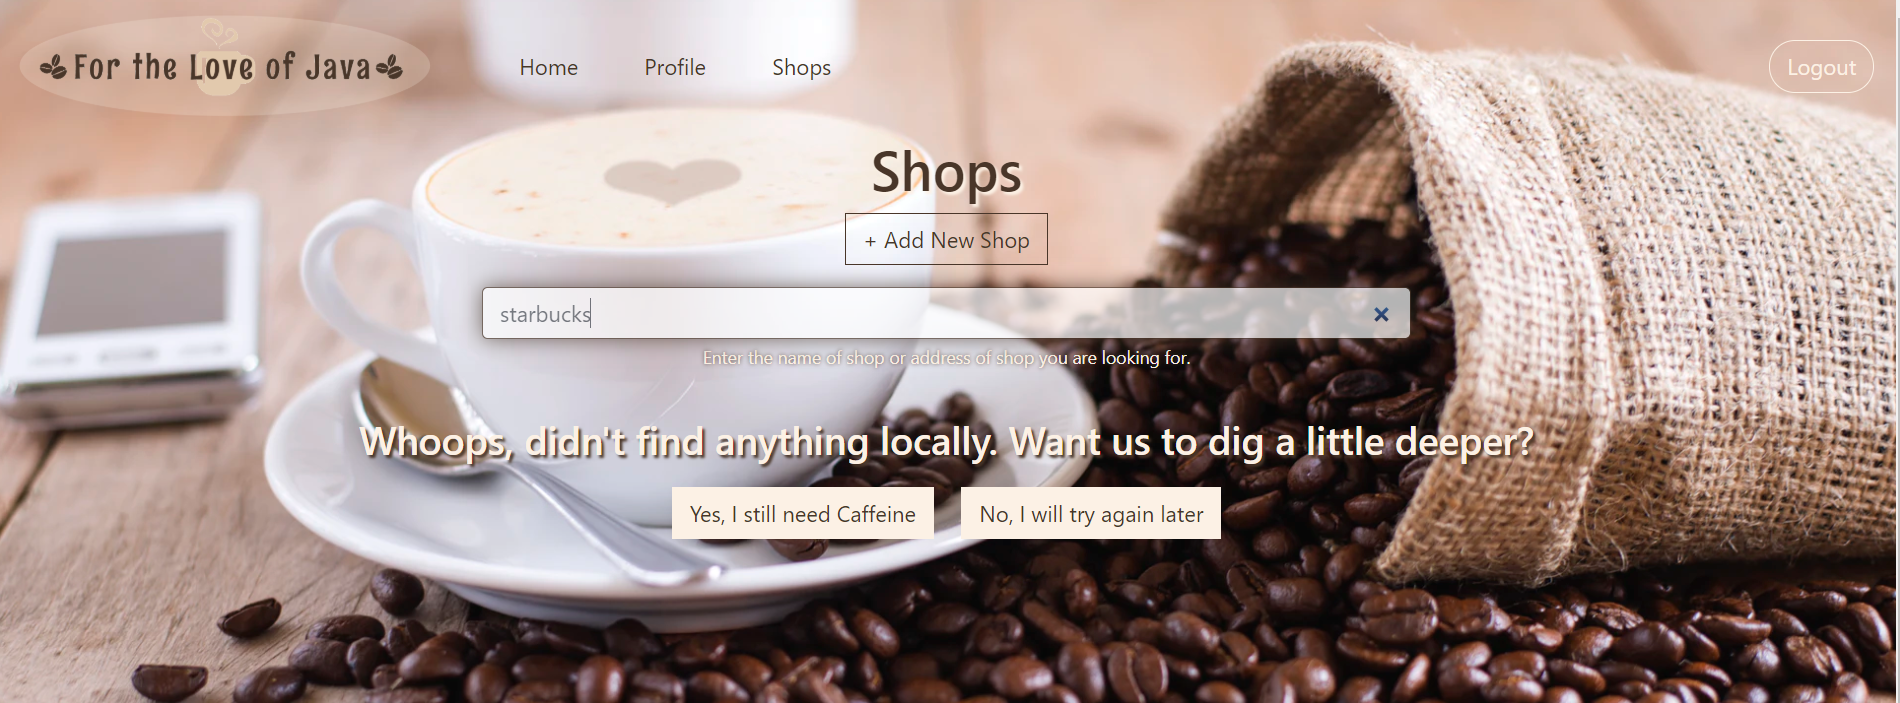 For the Love of Java
Home
Profile
Shops
Logout
Shops
+ Add New Shop
starbucks
Enter the name of shop or address of shop you are looking for.
Whoops, didn't find anything locally. Want us to dig a little deeper?
Yes, I still need Caffeine
No, I will try again later